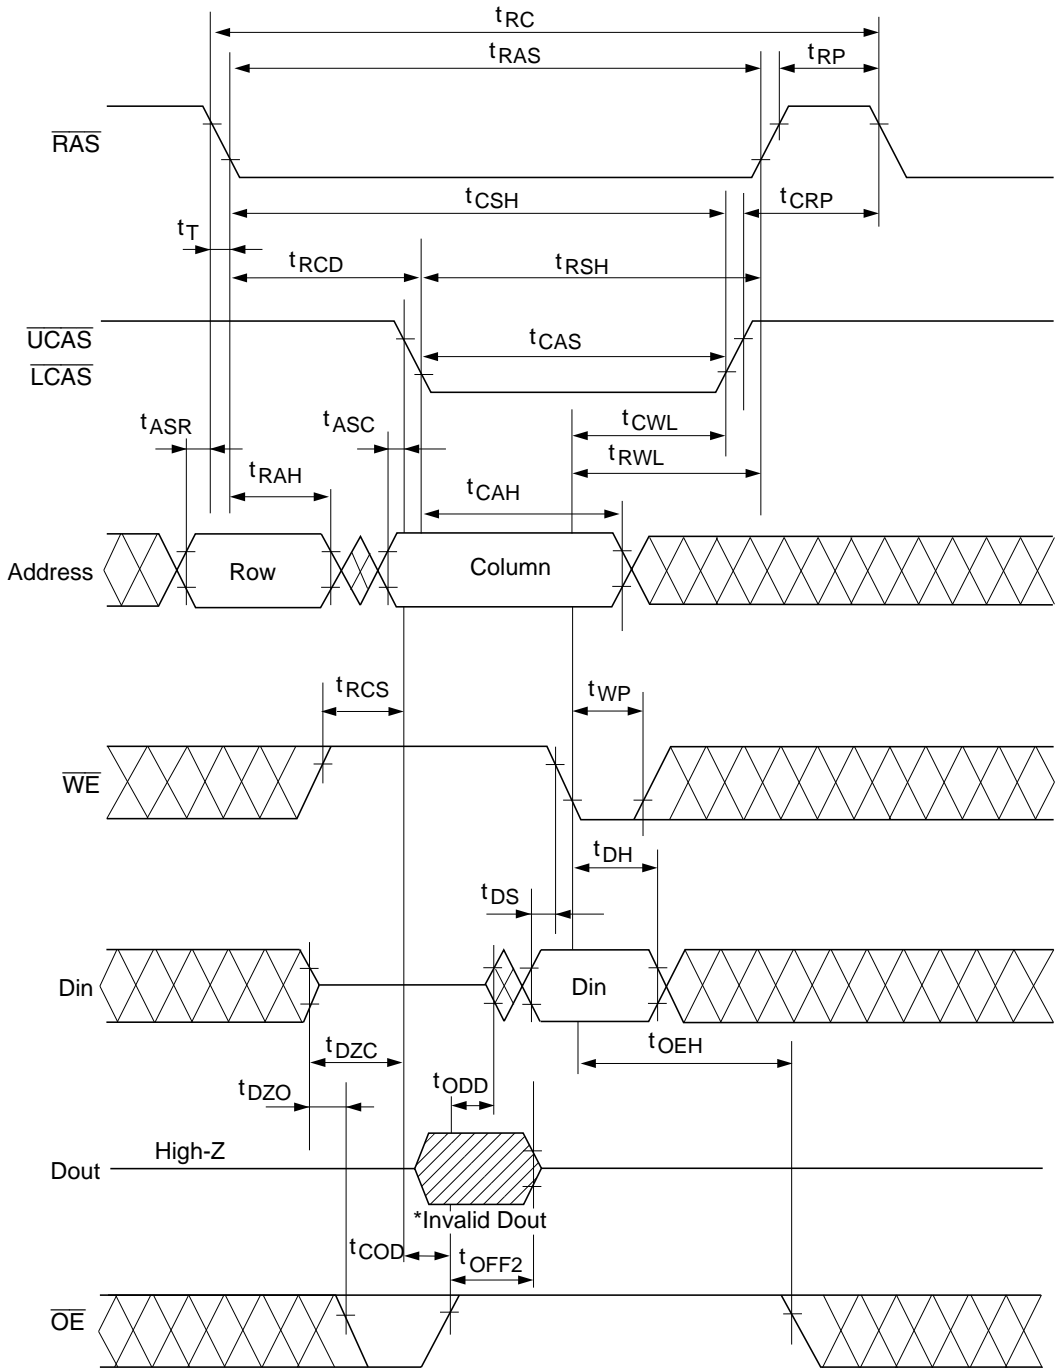 tRC
tRAS
tRP
RAS
tCSH
tCRP
tT
tRCD
tRSH
UCAS
LCAS
tCAS
tASR
tASC
tCWL
tRWL
tRAH
tCAH
Address
Row
Column
tRCS
tWP
WE
tDH
tDS
Din
Din
tDZC
tOEH
tDZO
tODD
High-Z
Dout
*Invalid Dout
tCOD
tOFF2
OE